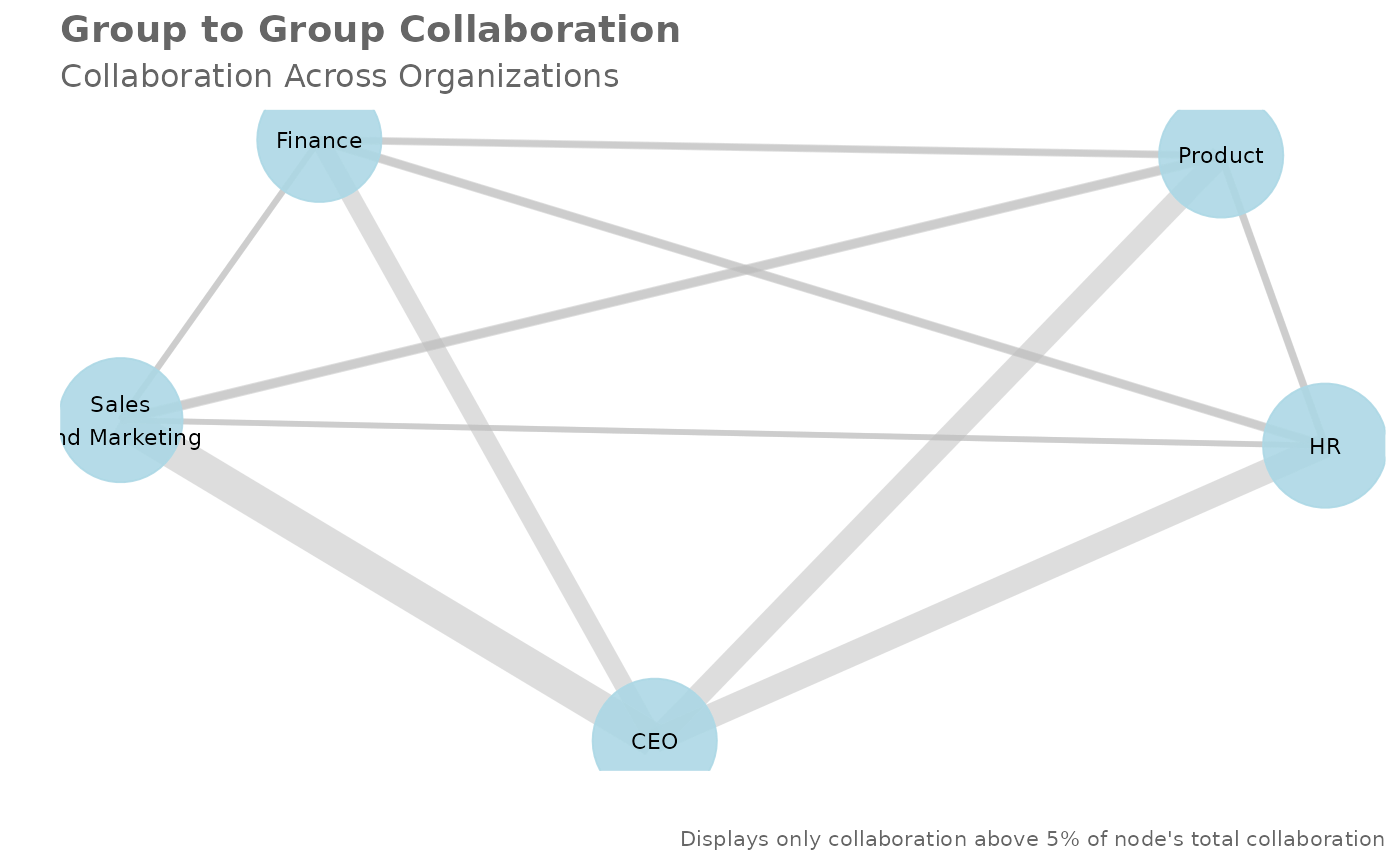 Group to Group Collaboration
Collaboration Across Organizations
Finance
Product
Sales
nd Marketing
HR
CEO
Displays only collaboration above 5% of node's total collaboration